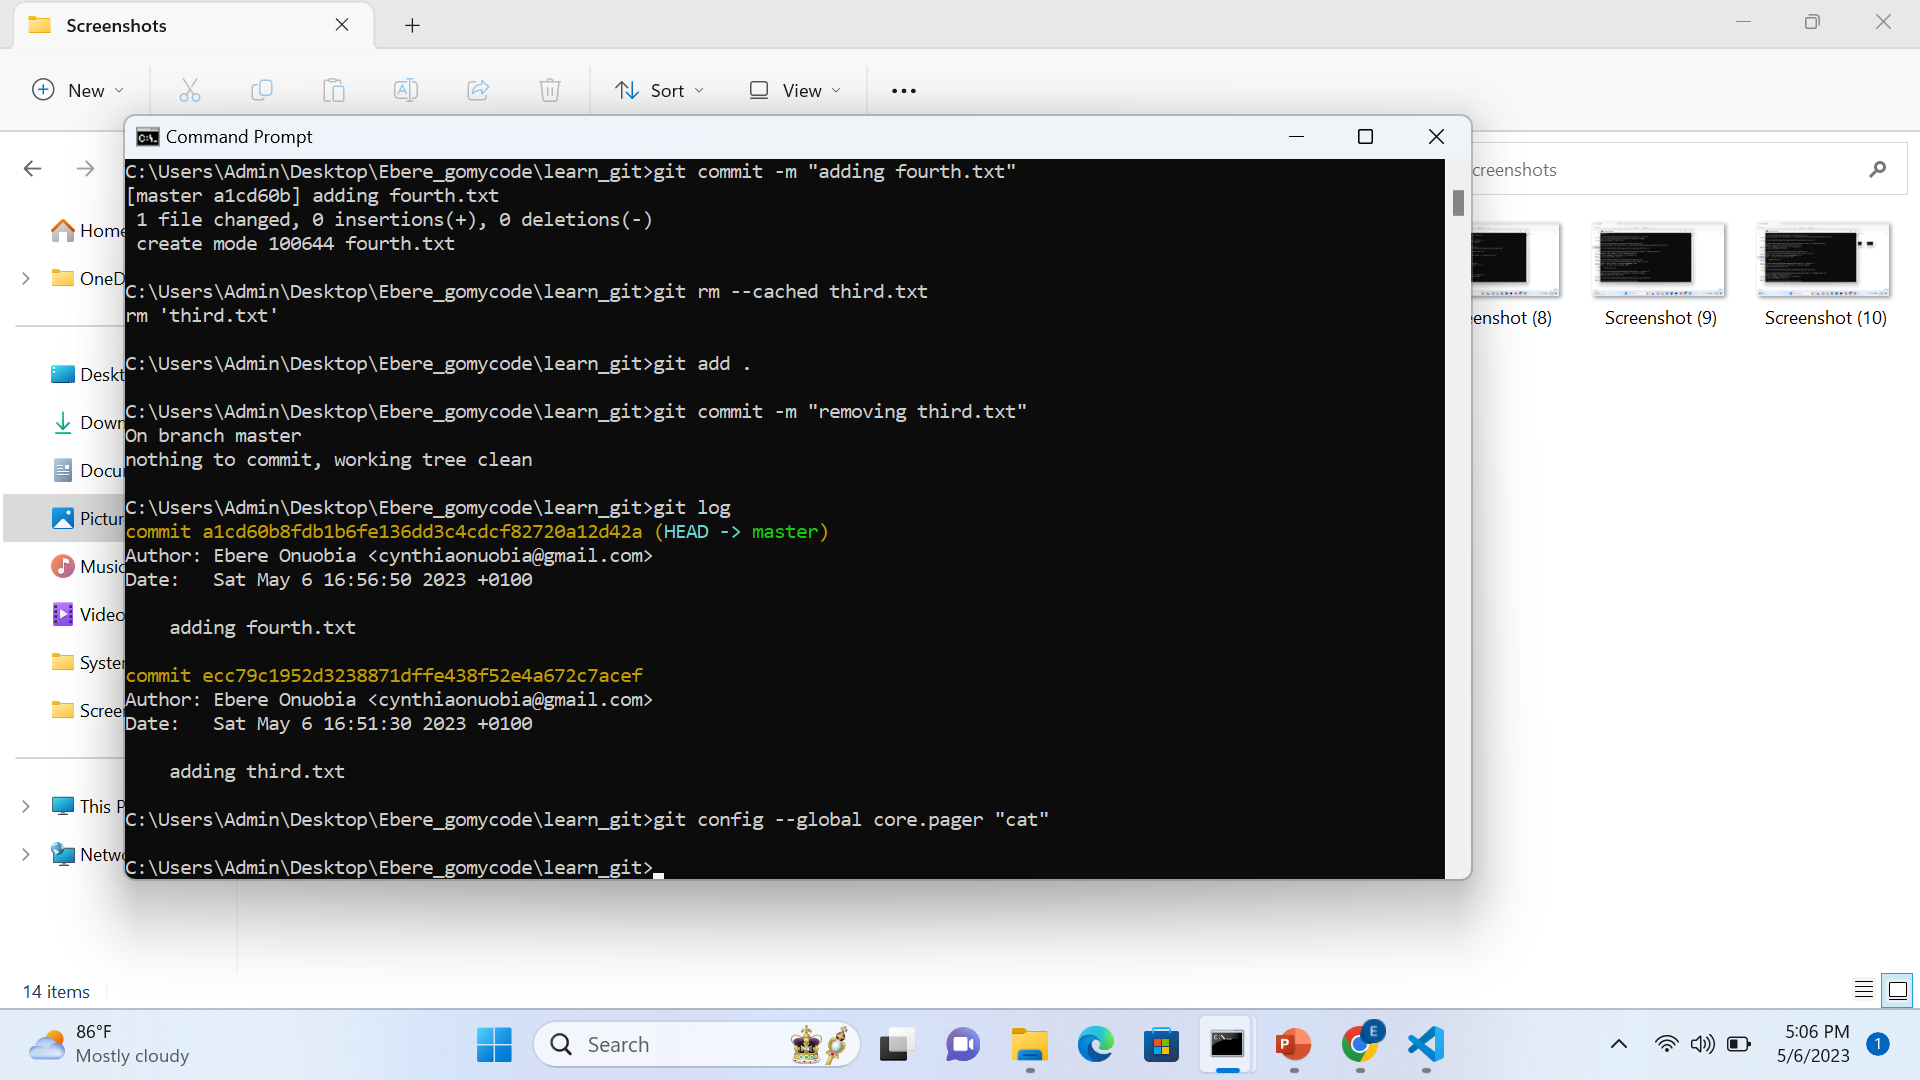 Screenshots
New
Sort
View
Command Prompt
creenshots
Home
OneD
Deskt
Down
Docu
Pictur
Music
Video
Syste
Scree
This P
Netwo
C:\Users\Admin\Desktop\Ebere_gomycode\learn_git>git commit -m "adding fourth.txt"
[master a1cd60b] adding fourth.txt
1 file changed, 0 insertions(+), 0 deletions(-)
create mode 100644 fourth.txt
C:\Users\Admin\Desktop\Ebere_gomycode\learn_git>git rm --cached third.txt
rm 'third.txt'
C:\Users\Admin\Desktop\Ebere_gomycode\learn_git>git add .
C:\Users\Admin\Desktop\Ebere_gomycode\learn_git>git commit -m "removing third.txt"
On branch master
nothing to commit, working tree clean
C:\Users\Admin\Desktop\Ebere_gomycode\learn_git>git log
commit a1cd60b8fdb1b6fe136dd3c4cdcf82720a12d42a (HEAD -> master)
Author: Ebere Onuobia <cynthiaonuobia@gmail.com>
Date:   Sat May 6 16:56:50 2023 +0100
adding fourth.txt
commit ecc79c1952d3238871dffe438f52e4a672c7acef
Author: Ebere Onuobia <cynthiaonuobia@gmail.com>
Date:   Sat May 6 16:51:30 2023 +0100
adding third.txt
C:\Users\Admin\Desktop\Ebere_gomycode\learn_git>git config --global core.pager "cat"
C:\Users\Admin\Desktop\Ebere_gomycode\learn_git>
enshot (8)
Screenshot (9)
Screenshot (10)
14 items
86°F
Mostly cloudy
Search
E
5:06 PM
5/6/2023
1